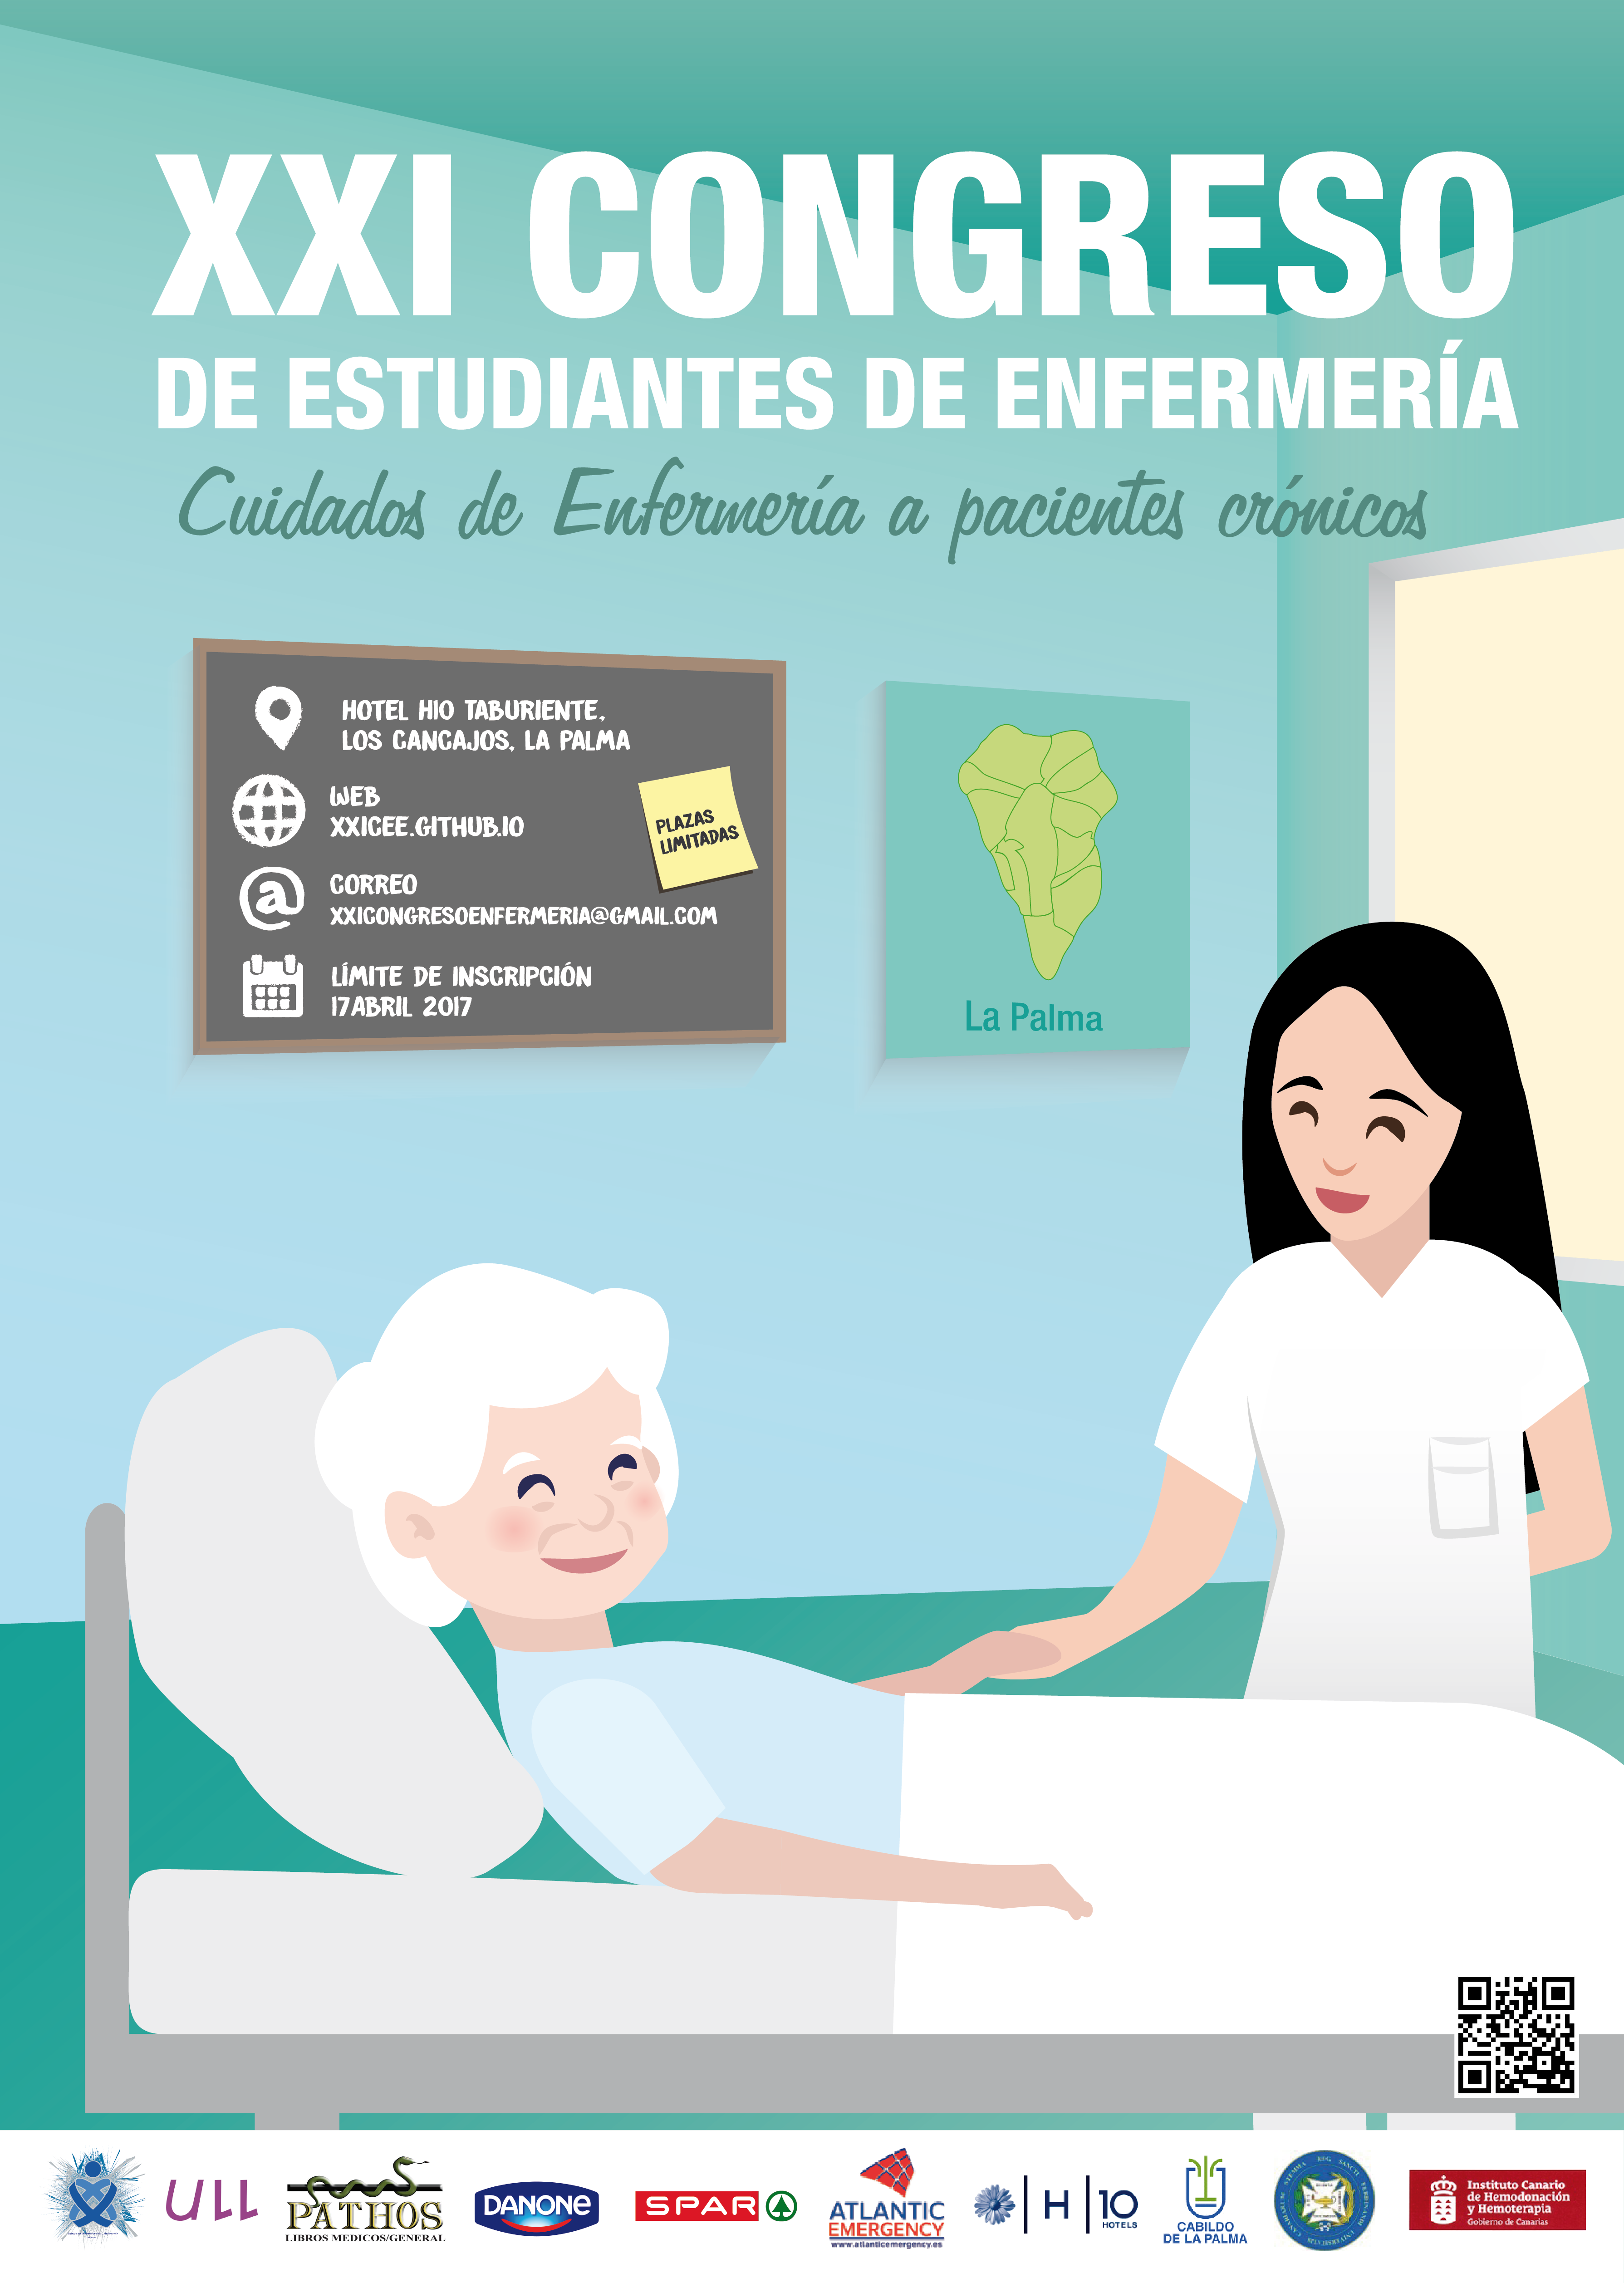 XXI CONGRESO
DE ESTUDIANTES DE ENFERMERÍA
Cuidados de Enfermería a pacientes crónicos
HOTEL H10 TABURIENTE,
LOS CANCAJOS, LA PALMA
WEB
XXICEE.GITHUB.IO
PLAZAS
LIMITADAS
CORREO
XXICONGRESOENFERMERIA@GMAIL.COM
LÍMITE DE INSCRIPCIÓN
17ABRIL 2017
La Palma
ULL
PATHOS
LIBROS MEDICOS/GENERAL
DANONE
SPAR
ATLANTIC
EMERGENCY
www.atlanticemergency.es
H10
HOTELS
CABILDO
DE LA PALMA
Instituto Canario
de Hemodonación
y Hemoterapia
Gobierno de Canarias